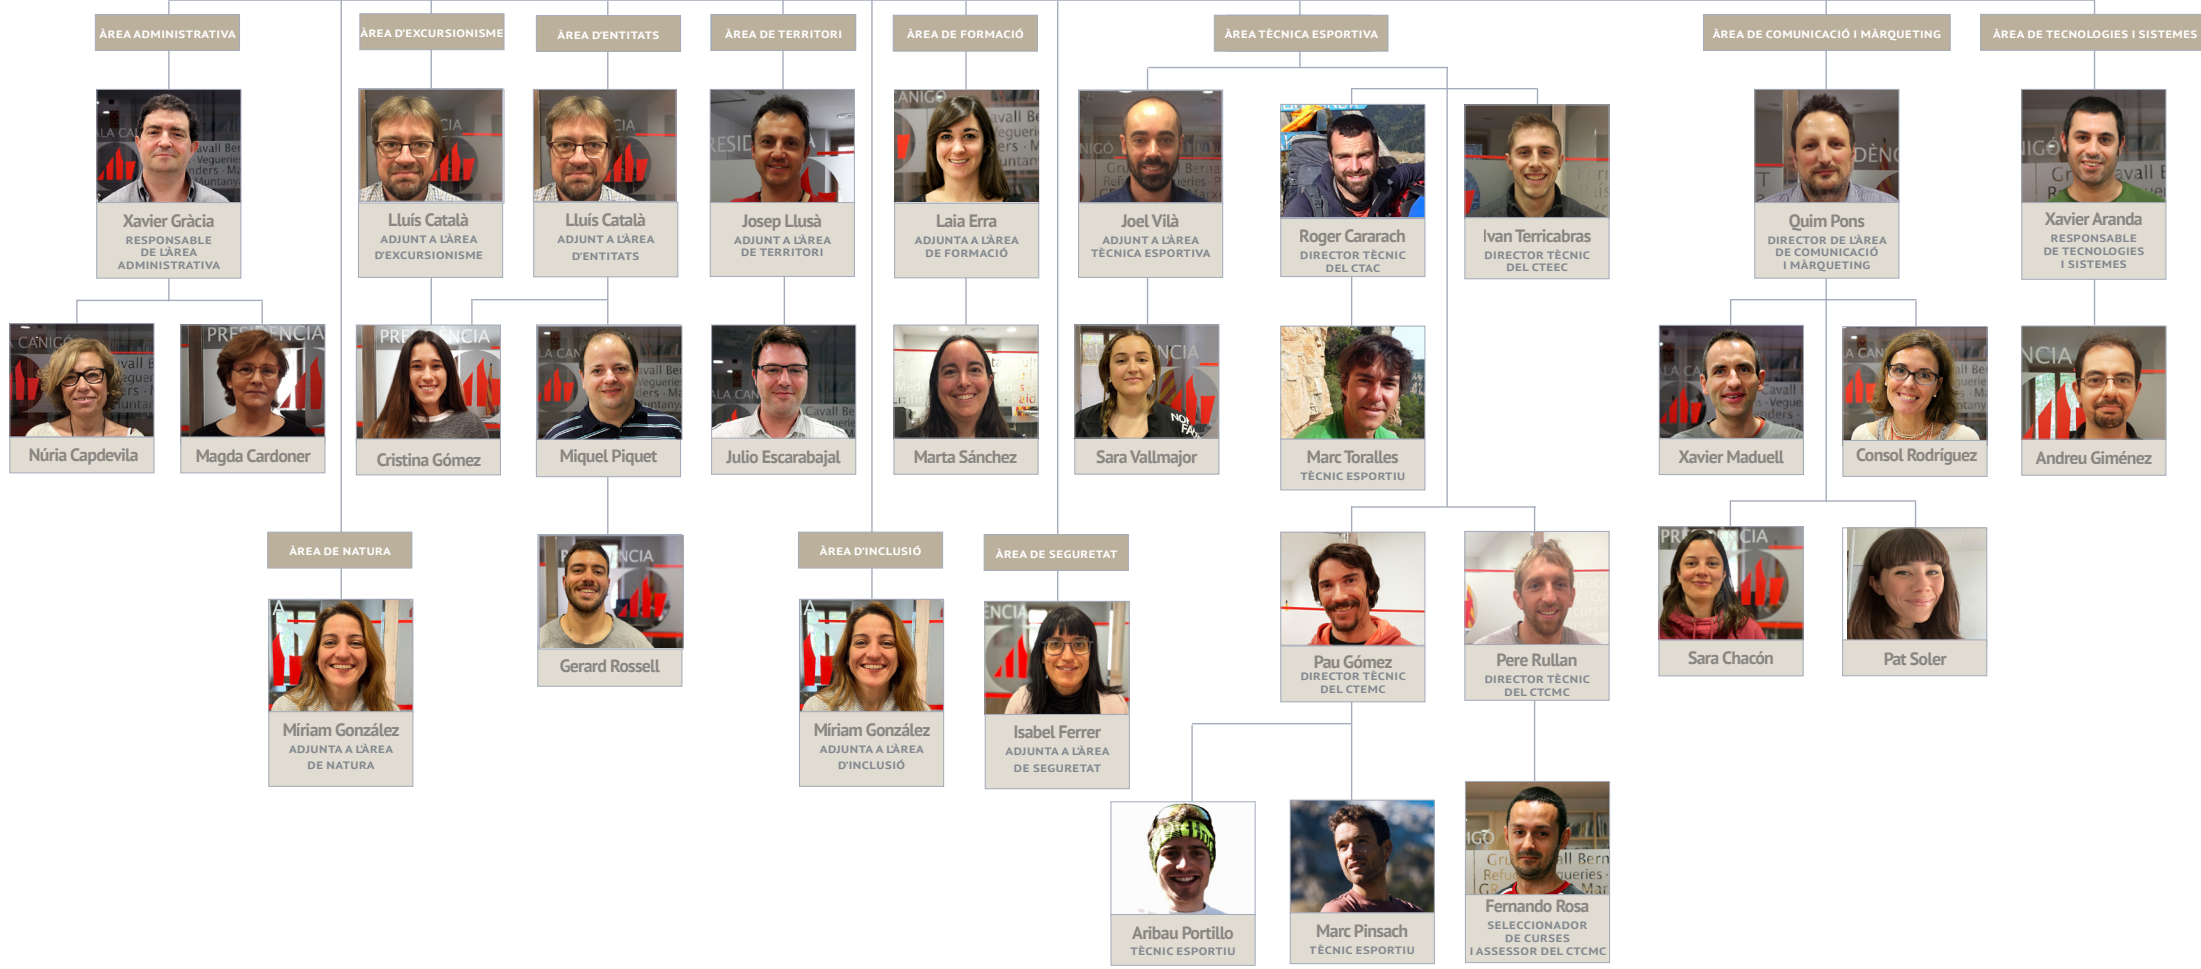 ÀREA ADMINISTRATIVA
ÀREA D'EXCURSIONISME
ÀREA D'ENTITATS
ÀREA DE TERRITORI
ÀREA DE FORMACIÓ
ÀREA TÈCNICA ESPORTIVA
ÀREA DE COMUNICACIÓ I MÀRQUETING
ÀREA DE TECNOLOGIES I SISTEMES
Xavier Gràcia
RESPONSABLE
DE L'ÀREA
ADMINISTRATIVA
Lluís Català
ADJUNT A L'ÀREA
D'EXCURSIONISME
Lluís Català
ADJUNT A L'ÀREA
D'ENTITATS
Josep Llusà
ADJUNT A L'ÀREA
DE TERRITORI
Laia Erra
ADJUNTA A L'ÀREA
DE FORMACIÓ
Joel Vilà
ADJUNT A L'ÀREA
TÈCNICA ESPORTIVA
Roger Cararach
DIRECTOR TÈCNIC
DEL CTAC
Ivan Terricabras
DIRECTOR TÈCNIC
DEL CTEEC
Quim Pons
DIRECTOR DE L'ÀREA
DE COMUNICACIÓ
I MÀRQUETING
Xavier Aranda
RESPONSABLE
DE TECNOLOGIES
I SISTEMES
Núria Capdevila
Magda Cardoner
Cristina Gómez
Miquel Piquet
Julio Escarabajal
Marta Sánchez
Sara Vallmajor
Marc Toralles
TÈCNIC ESPORTIU
Xavier Maduell
Consol Rodríguez
Andreu Giménez
ÀREA DE NATURA
ÀREA D'INCLUSIÓ
ÀREA DE SEGURETAT
Gerard Rossell
Pau Gómez
DIRECTOR TÈCNIC
DEL CTEMC
Pere Rullan
DIRECTOR TÈCNIC
DEL CTCMC
Sara Chacón
Pat Soler
Míriam González
ADJUNTA A L'ÀREA
DE NATURA
Míriam González
ADJUNTA A L'ÀREA
D'INCLUSIÓ
Isabel Ferrer
ADJUNTA A L'ÀREA
DE SEGURETAT
Aribau Portillo
TÈCNIC ESPORTIU
Marc Pinsach
TÈCNIC ESPORTIU
Fernando Rosa
SELECCIONADOR
DE CURSES
I ASSESSOR DEL CTCMC